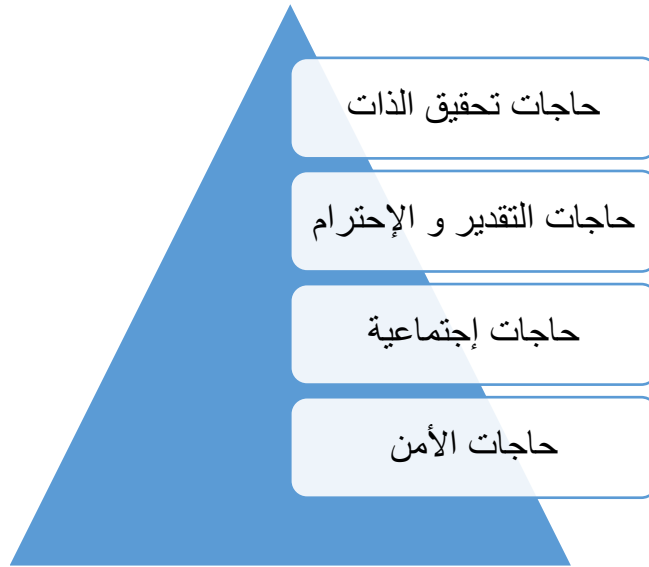 حاجات تحقيق الذات
حاجات التقدير و الإحترام
حاجات إجتماعية
حاجات الأمن